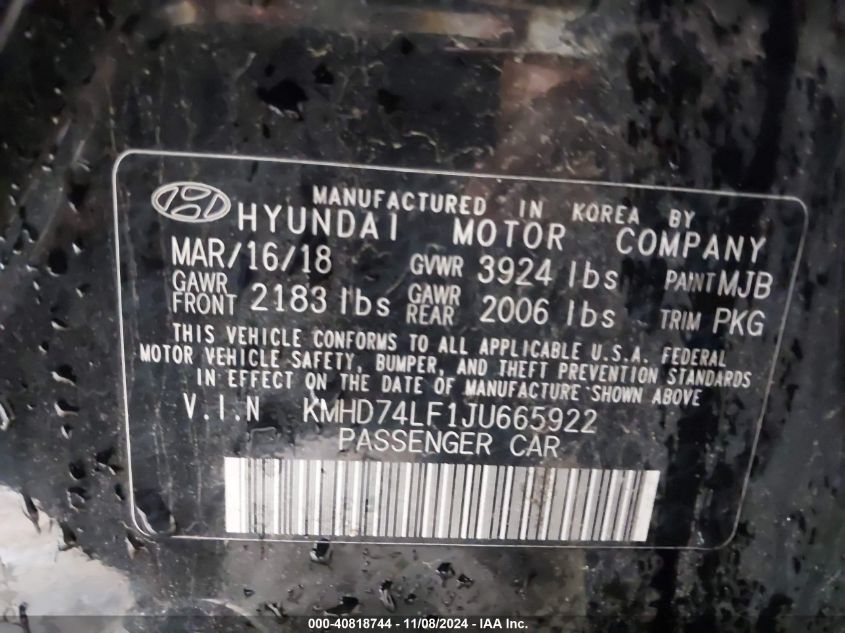 MANUFACTURED IN KOREA BY
HYUNDAI MOTOR COMPANY
MAR/16/18 GVWR 3924 lbs PAINT MJB
GAWR FRONT 2183 lbs GAWR REAR 2006 lbs TRIM PKG
THIS VEHICLE CONFORMS TO ALL APPLICABLE U.S.A. FEDERAL
MOTOR VEHICLE SAFETY, BUMPER, AND THEFT PREVENTION STANDARDS
IN EFFECT ON THE DATE OF MANUFACTURE SHOWN ABOVE
V.I.N KMHD74LF1JU665922
PASSENGER CAR
000-40818744 - 11/08/2024 - IAA Inc.